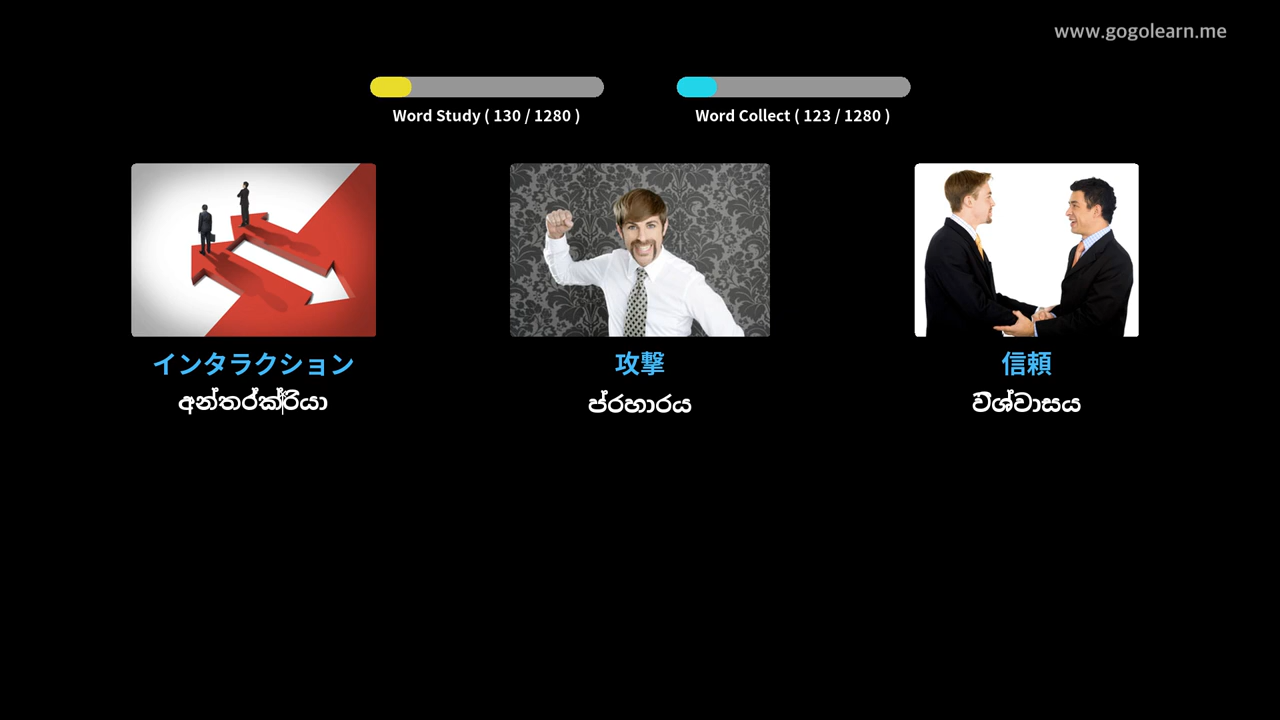 www.gogolearn.me
Word Study ( 130 / 1280 )
Word Collect ( 123 / 1280 )
インタラクション
攻撃
信頼
අන්තර්ක්‍රියා
ප්රහාරය
විශ්වාසය